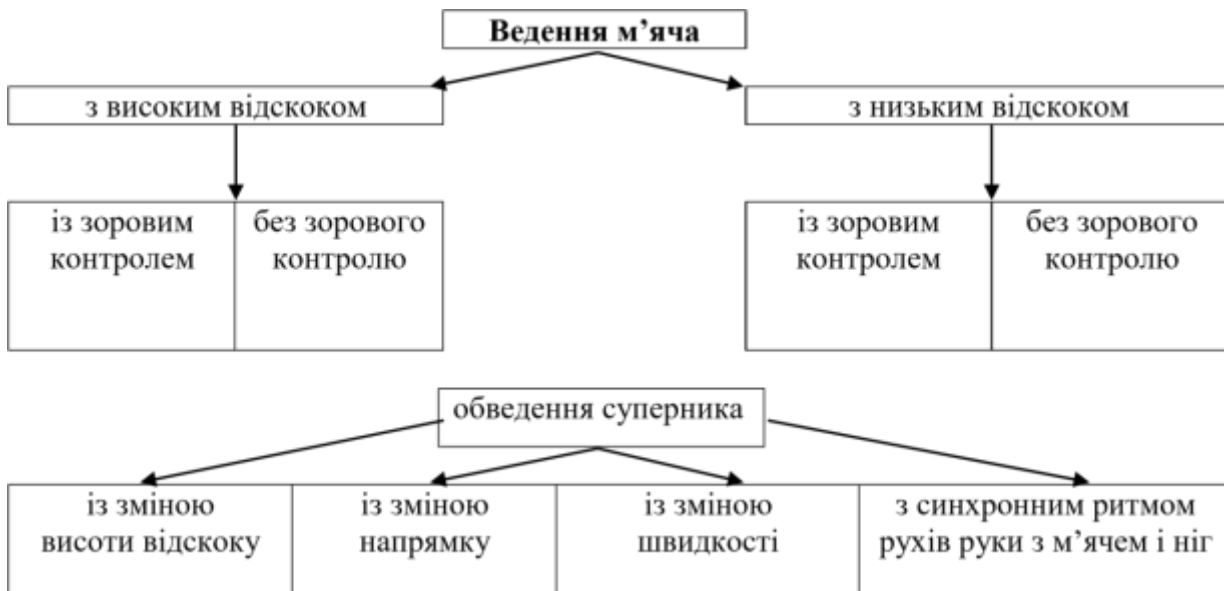 Ведення м’яча
з високим відскоком
з низьким відскоком
із зоровим
контролем
без зорового
контролю
із зоровим
контролем
без зорового
контролю
обведення суперника
із зміною
висоти відскоку
із зміною
напрямку
із зміною
швидкості
з синхронним ритмом
рухів руки з м’ячем і ніг